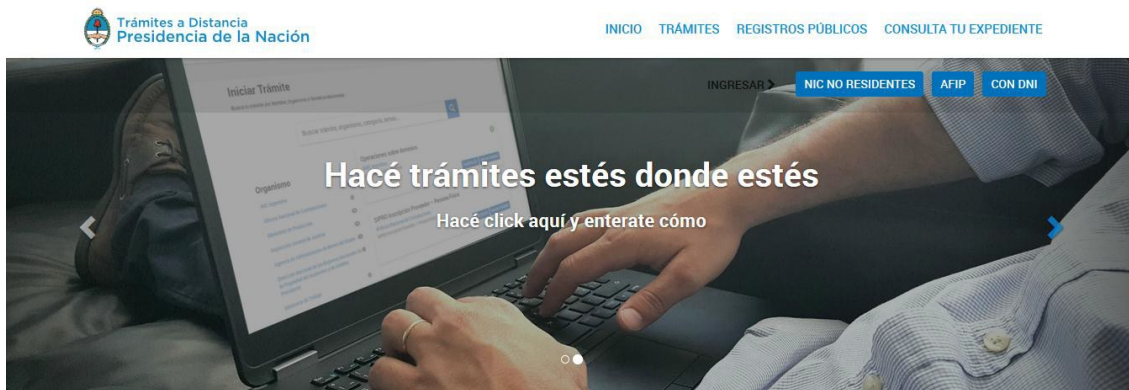 Trámites a Distancia
Presidencia de la Nación
INICIO TRÁMITES REGISTROS PÚBLICOS CONSULTA TU EXPEDIENTE
INGRESAR NIC NO RESIDENTES AFIP CON DNI
Iniciar Trámite
Hacé trámites estés donde estés
Hacé click aquí y enterate cómo
Organismo